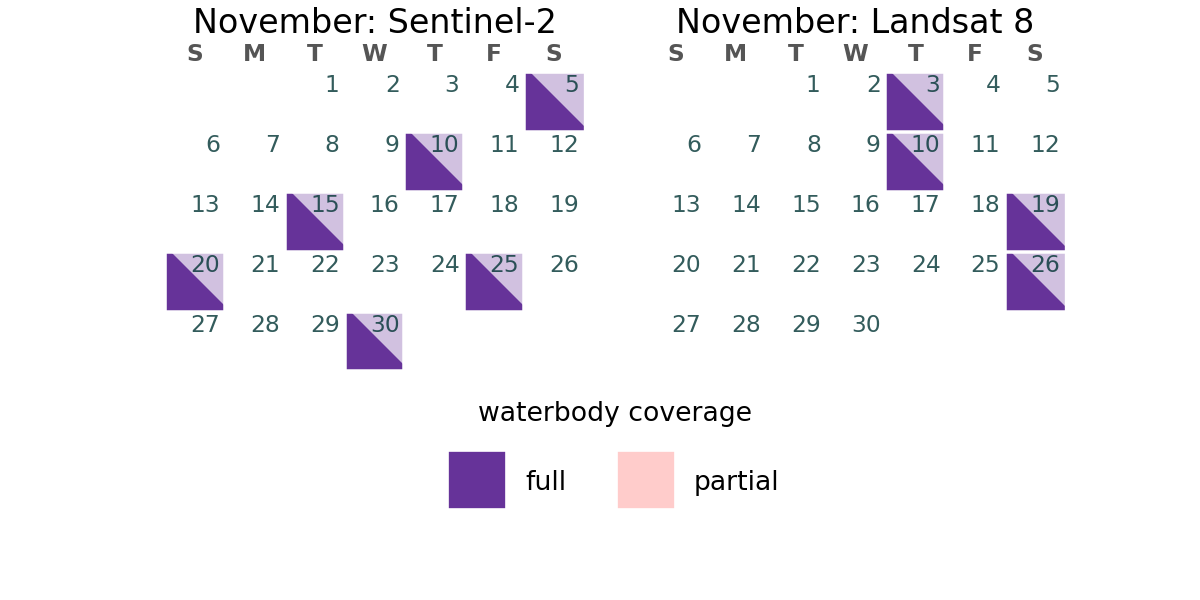 November: Sentinel-2
S M T W T F S
1 2 3 4 5
6 7 8 9 10 11 12
13 14 15 16 17 18 19
20 21 22 23 24 25 26
27 28 29 30
November: Landsat 8
S M T W T F S
1 2 3 4 5
6 7 8 9 10 11 12
13 14 15 16 17 18 19
20 21 22 23 24 25 26
27 28 29 30
waterbody coverage
full
partial